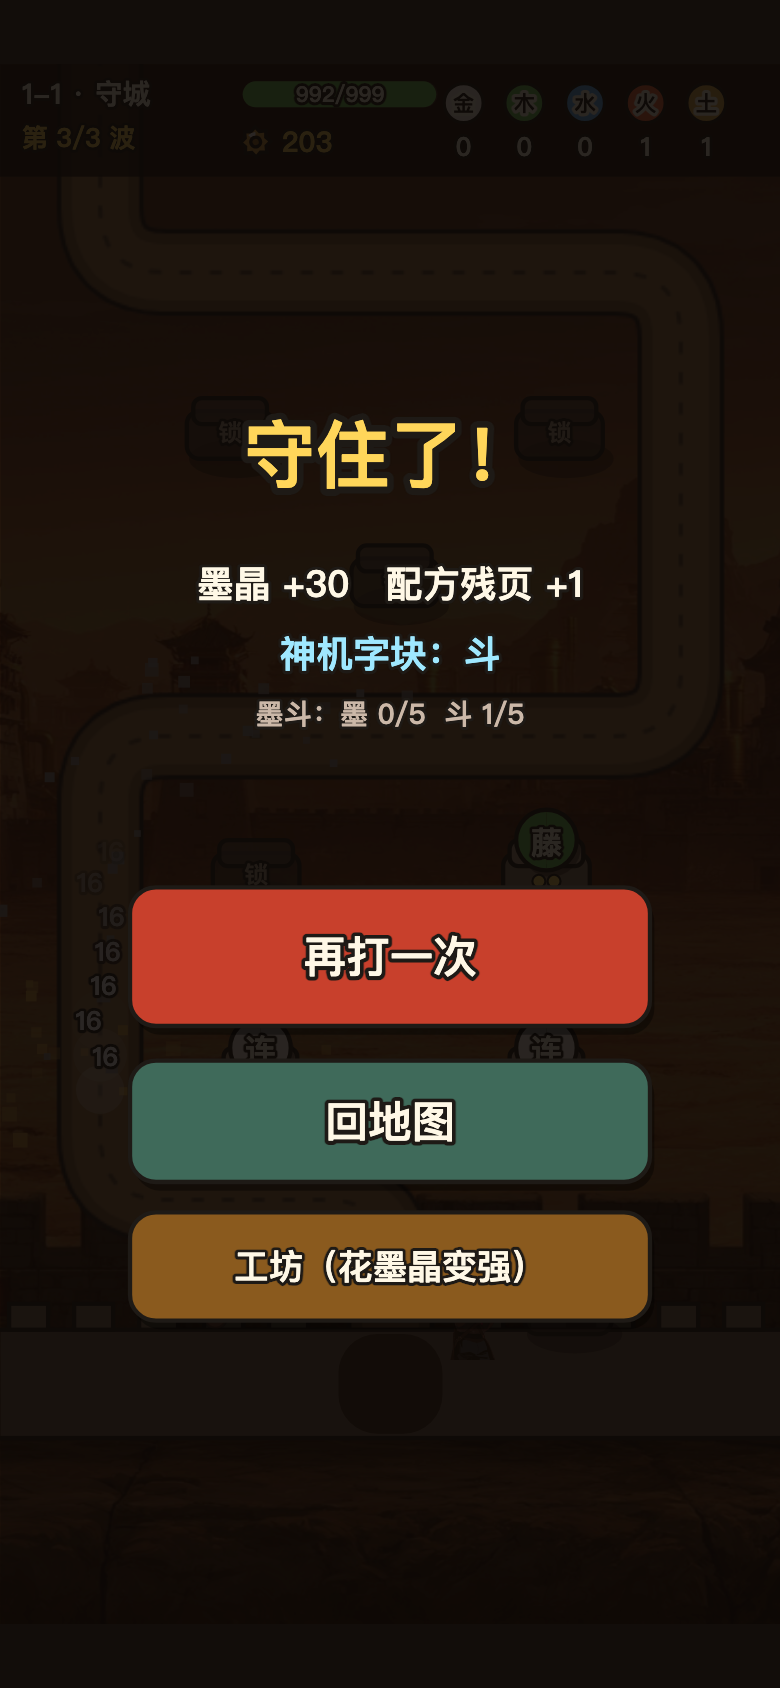 1–1 · 守城
992/999
金 木 水 火 土
第 3/3 波
203
0 0 0 1 1
锁 锁
守住了!
墨晶 +30 配方残页 +1
神机字块：斗
墨斗：墨 0/5 斗 1/5
藤
16
锁
16
16
再打一次
16
16
16
连 连
16
回地图
工坊（花墨晶变强）